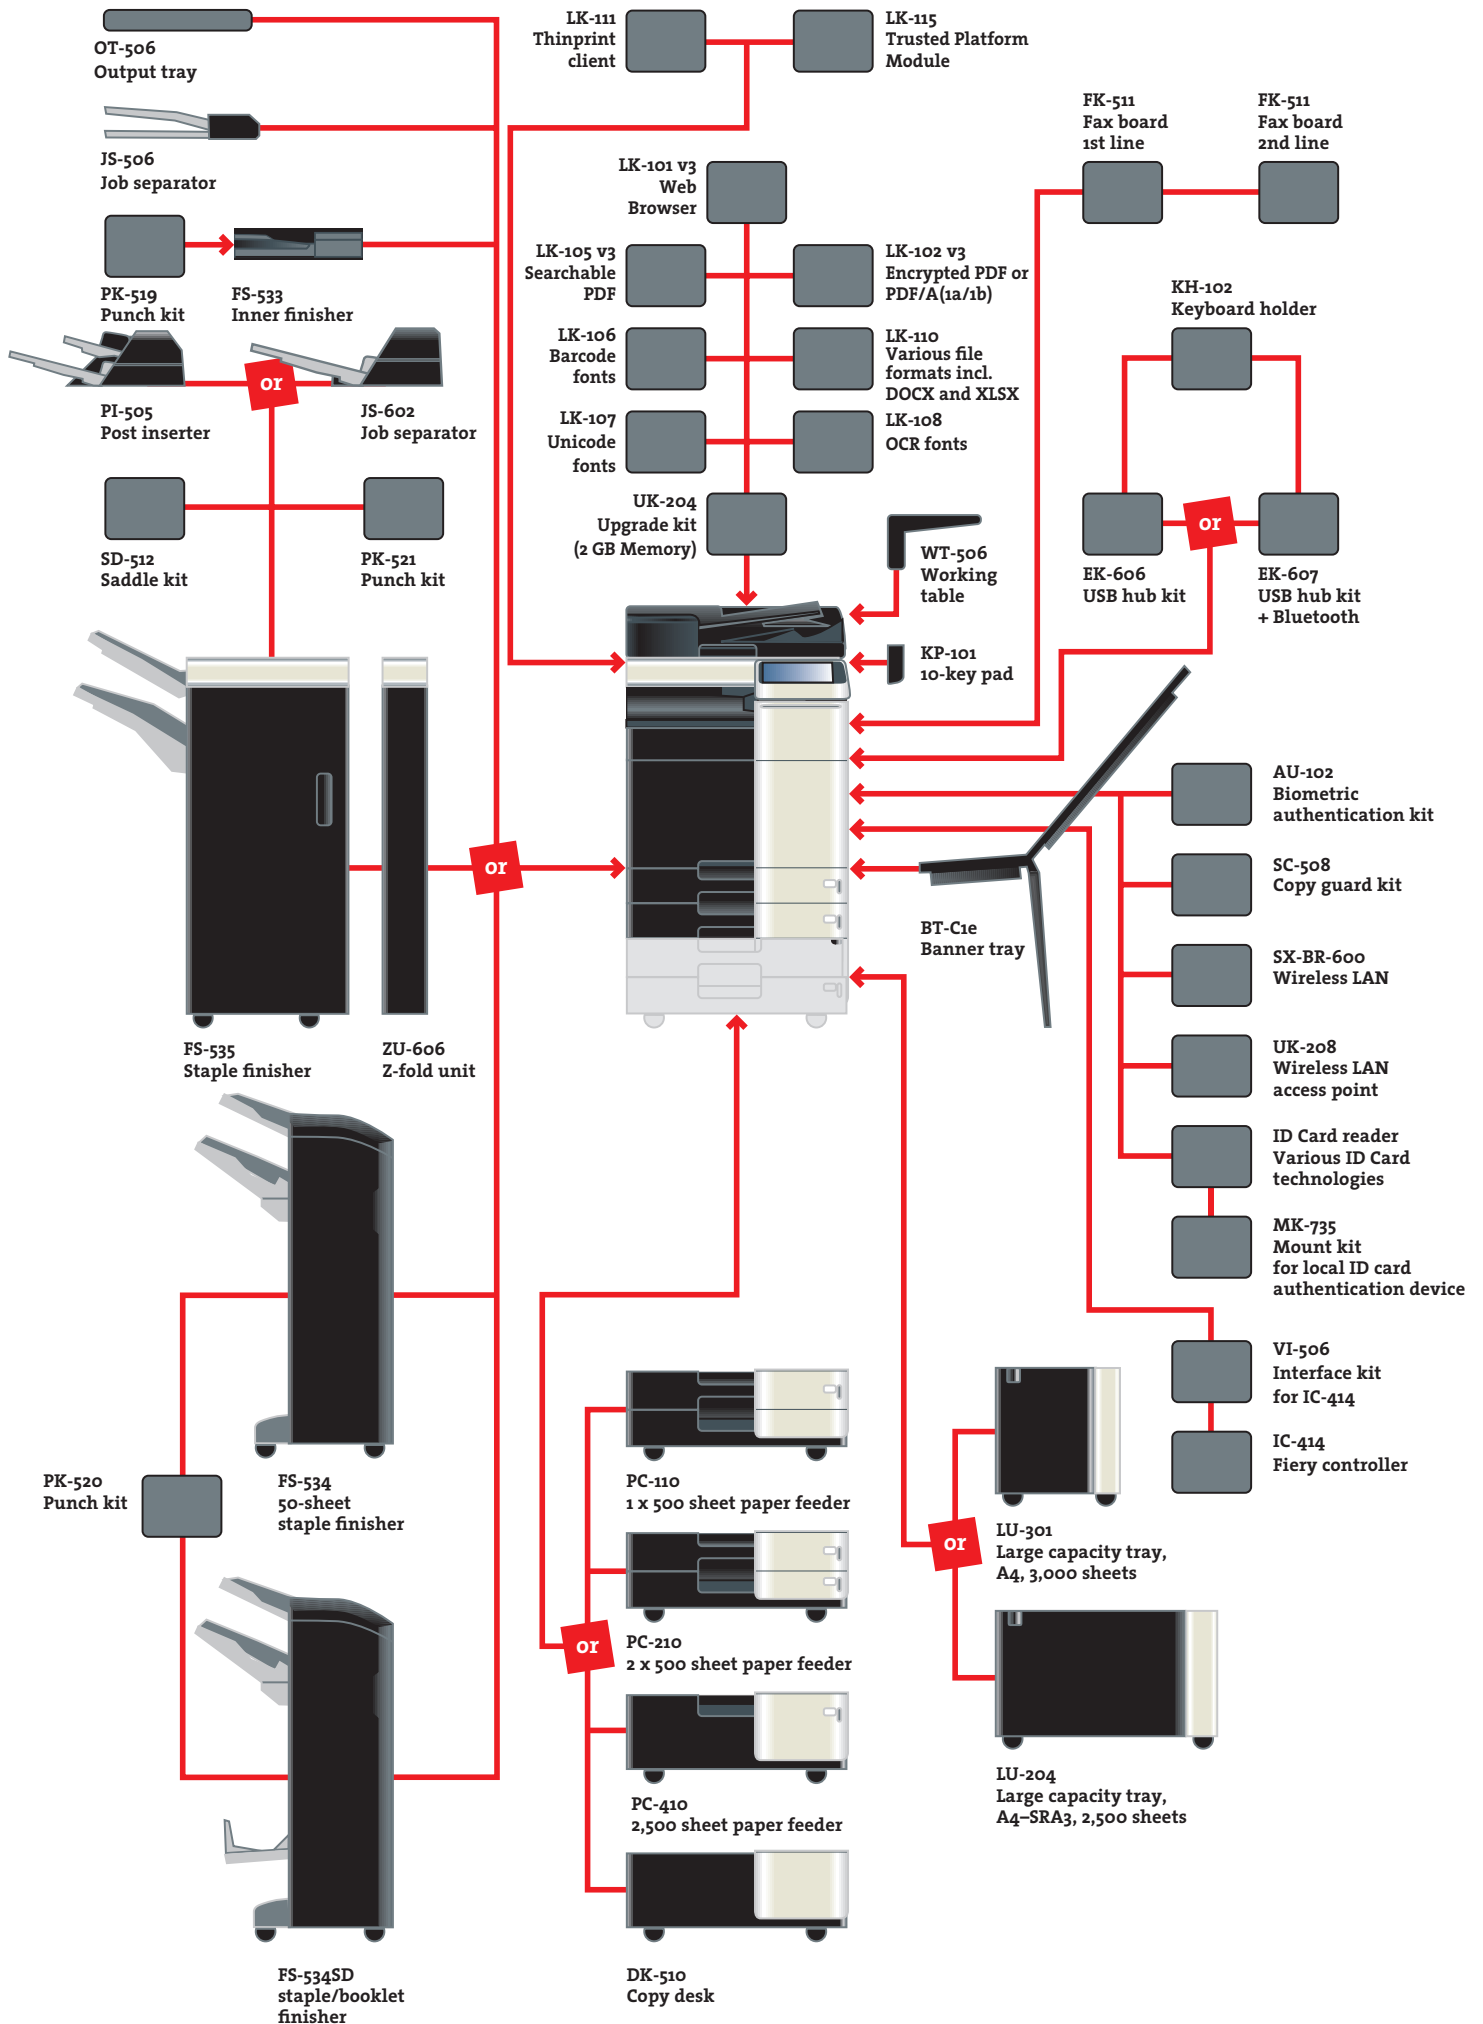 OT-506
Output tray
JS-506
Job separator
PK-519
Punch kit
FS-533
Inner finisher
or
PI-505
Post inserter
JS-602
Job separator
SD-512
Saddle kit
PK-521
Punch kit
FS-535
Staple finisher
ZU-606
Z-fold unit
or
PK-520
Punch kit
FS-534
50-sheet
staple finisher
FS-534SD
staple/booklet
finisher
LK-111
Thinprint
client
LK-115
Trusted Platform
Module
LK-101 v3
Web
Browser
LK-105 v3
Searchable
PDF
LK-102 v3
Encrypted PDF or
PDF/A(1a/1b)
LK-106
Barcode
fonts
LK-110
Various file
formats incl.
DOCX and XLSX
LK-107
Unicode
fonts
LK-108
OCR fonts
UK-204
Upgrade kit
(2 GB Memory)
WT-506
Working
table
KP-101
10-key pad
FK-511
Fax board
1st line
FK-511
Fax board
2nd line
KH-102
Keyboard holder
or
EK-606
USB hub kit
EK-607
USB hub kit
+ Bluetooth
BT-C1e
Banner tray
AU-102
Biometric
authentication kit
SC-508
Copy guard kit
SX-BR-600
Wireless LAN
UK-208
Wireless LAN
access point
ID Card reader
Various ID Card
technologies
MK-735
Mount kit
for local ID card
authentication device
VI-506
Interface kit
for IC-414
IC-414
Fiery controller
PC-110
1 x 500 sheet paper feeder
or
PC-210
2 x 500 sheet paper feeder
PC-410
2,500 sheet paper feeder
DK-510
Copy desk
or
LU-301
Large capacity tray,
A4, 3,000 sheets
LU-204
Large capacity tray,
A4–SRA3, 2,500 sheets